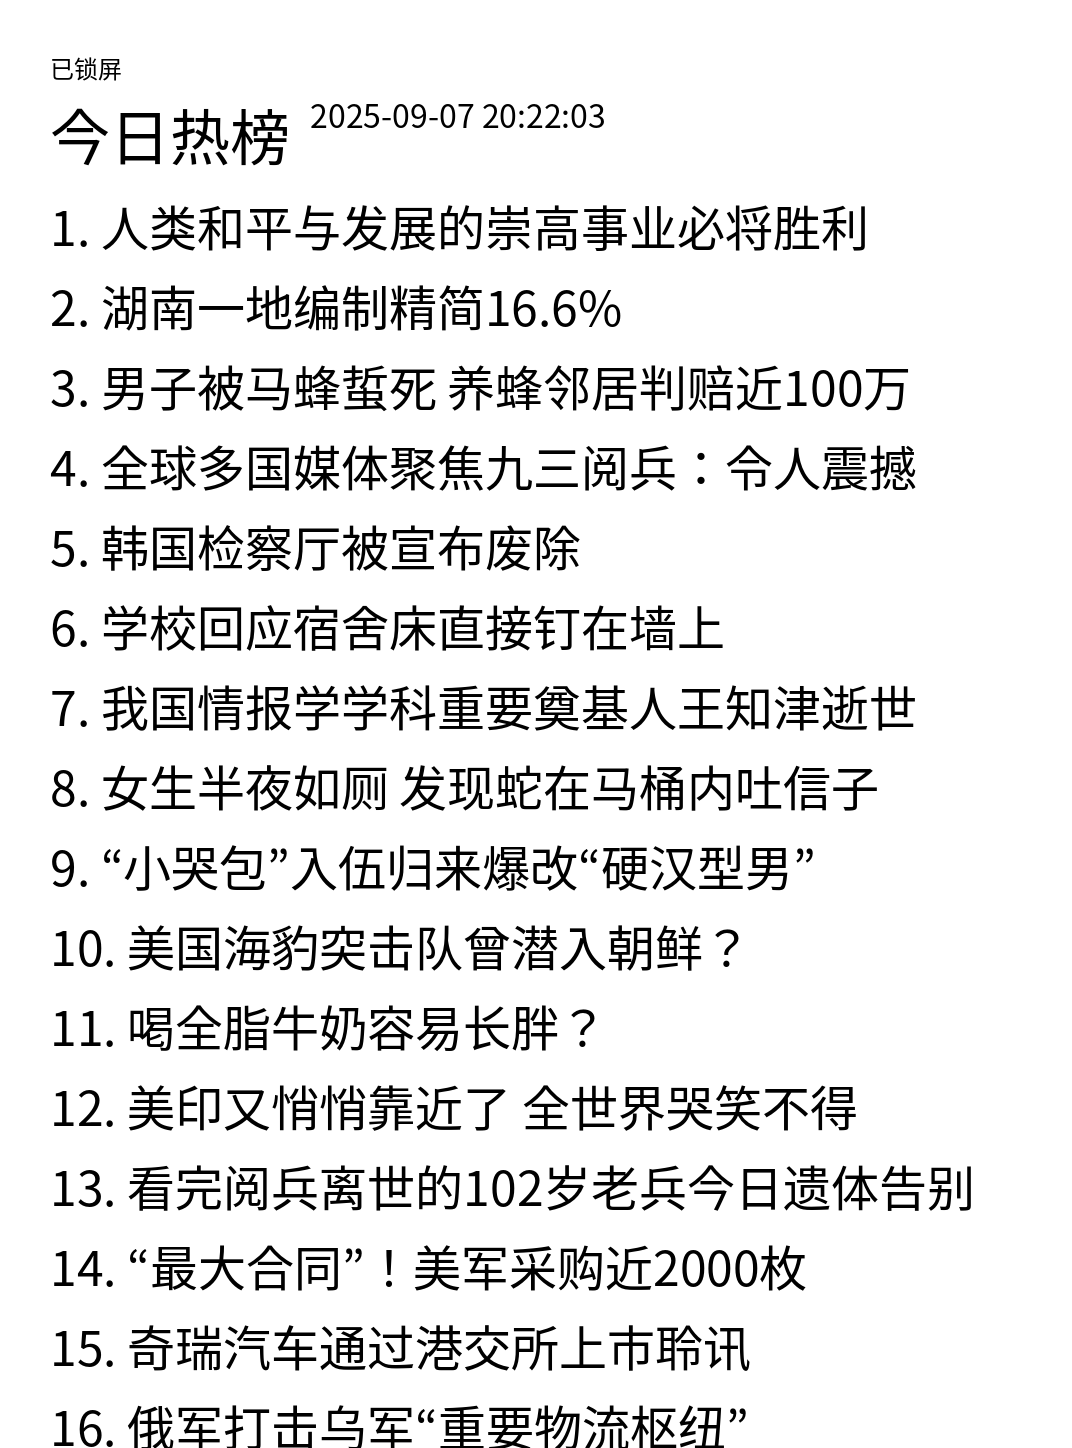 已锁屏
今日热榜 2025-09-07 20:22:03
1. 人类和平与发展的崇高事业必将胜利
2. 湖南一地编制精简16.6%
3. 男子被马蜂蜇死 养蜂邻居判赔近100万
4. 全球多国媒体聚焦九三阅兵：令人震撼
5. 韩国检察厅被宣布废除
6. 学校回应宿舍床直接钉在墙上
7. 我国情报学学科重要奠基人王知津逝世
8. 女生半夜如厕 发现蛇在马桶内吐信子
9. “小哭包”入伍归来爆改“硬汉型男”
10. 美国海豹突击队曾潜入朝鲜？
11. 喝全脂牛奶容易长胖？
12. 美印又悄悄靠近了 全世界哭笑不得
13. 看完阅兵离世的102岁老兵今日遗体告别
14. “最大合同”！美军采购近2000枚
15. 奇瑞汽车通过港交所上市聆讯
16. 俄军打击乌军“重要物流枢纽”